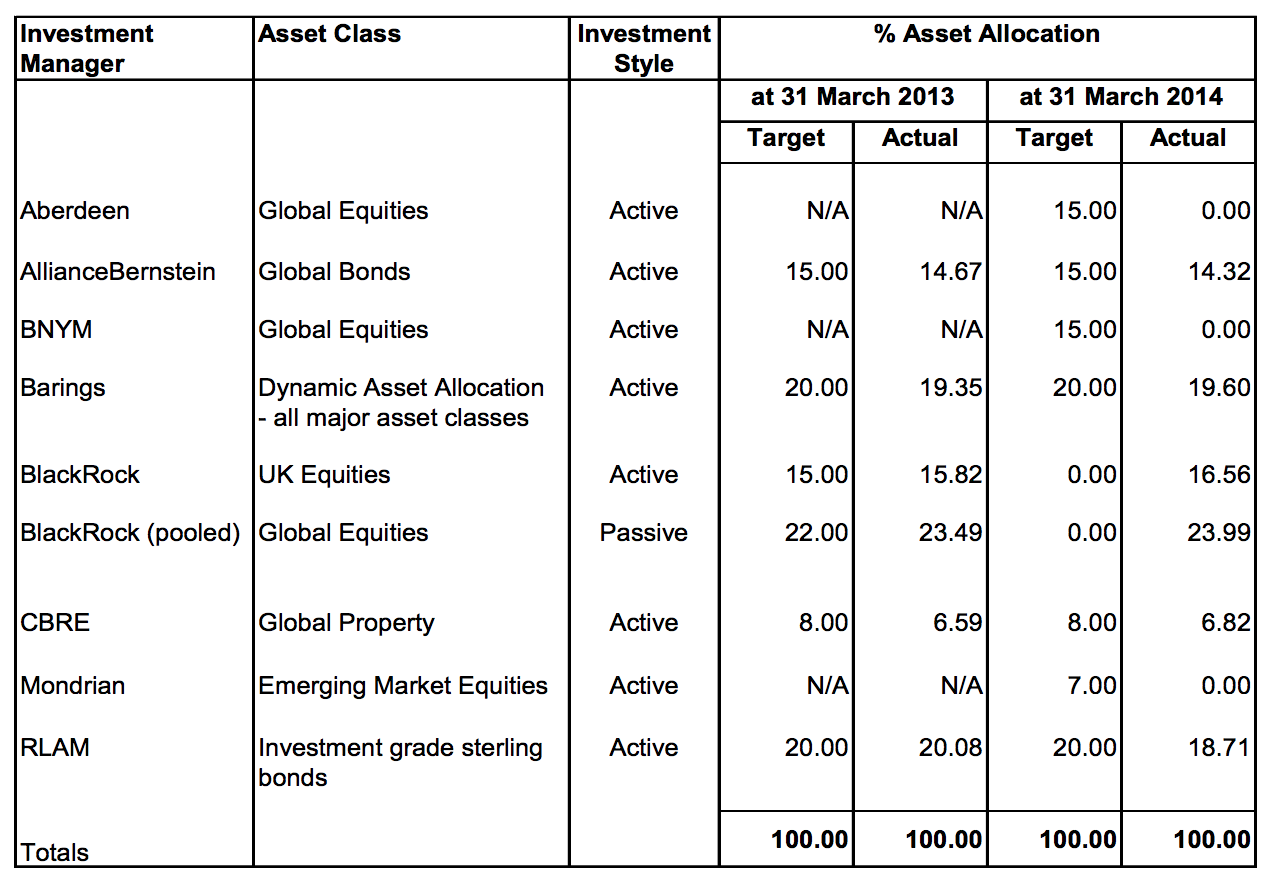 Investment Manager Asset Class Investment Style % Asset Allocation
at 31 March 2013 at 31 March 2014
Target Actual Target Actual
Aberdeen Global Equities Active N/A N/A 15.00 0.00
AllianceBernstein Global Bonds Active 15.00 14.67 15.00 14.32
BNYM Global Equities Active N/A N/A 15.00 0.00
Barings Dynamic Asset Allocation Active 20.00 19.35 20.00 19.60
- all major asset classes
BlackRock UK Equities Active 15.00 15.82 0.00 16.56
BlackRock (pooled) Global Equities Passive 22.00 23.49 0.00 23.99
CBRE Global Property Active 8.00 6.59 8.00 6.82
Mondrian Emerging Market Equities Active N/A N/A 7.00 0.00
RLAM Investment grade sterling Active 20.00 20.08 20.00 18.71
bonds
Totals 100.00 100.00 100.00 100.00